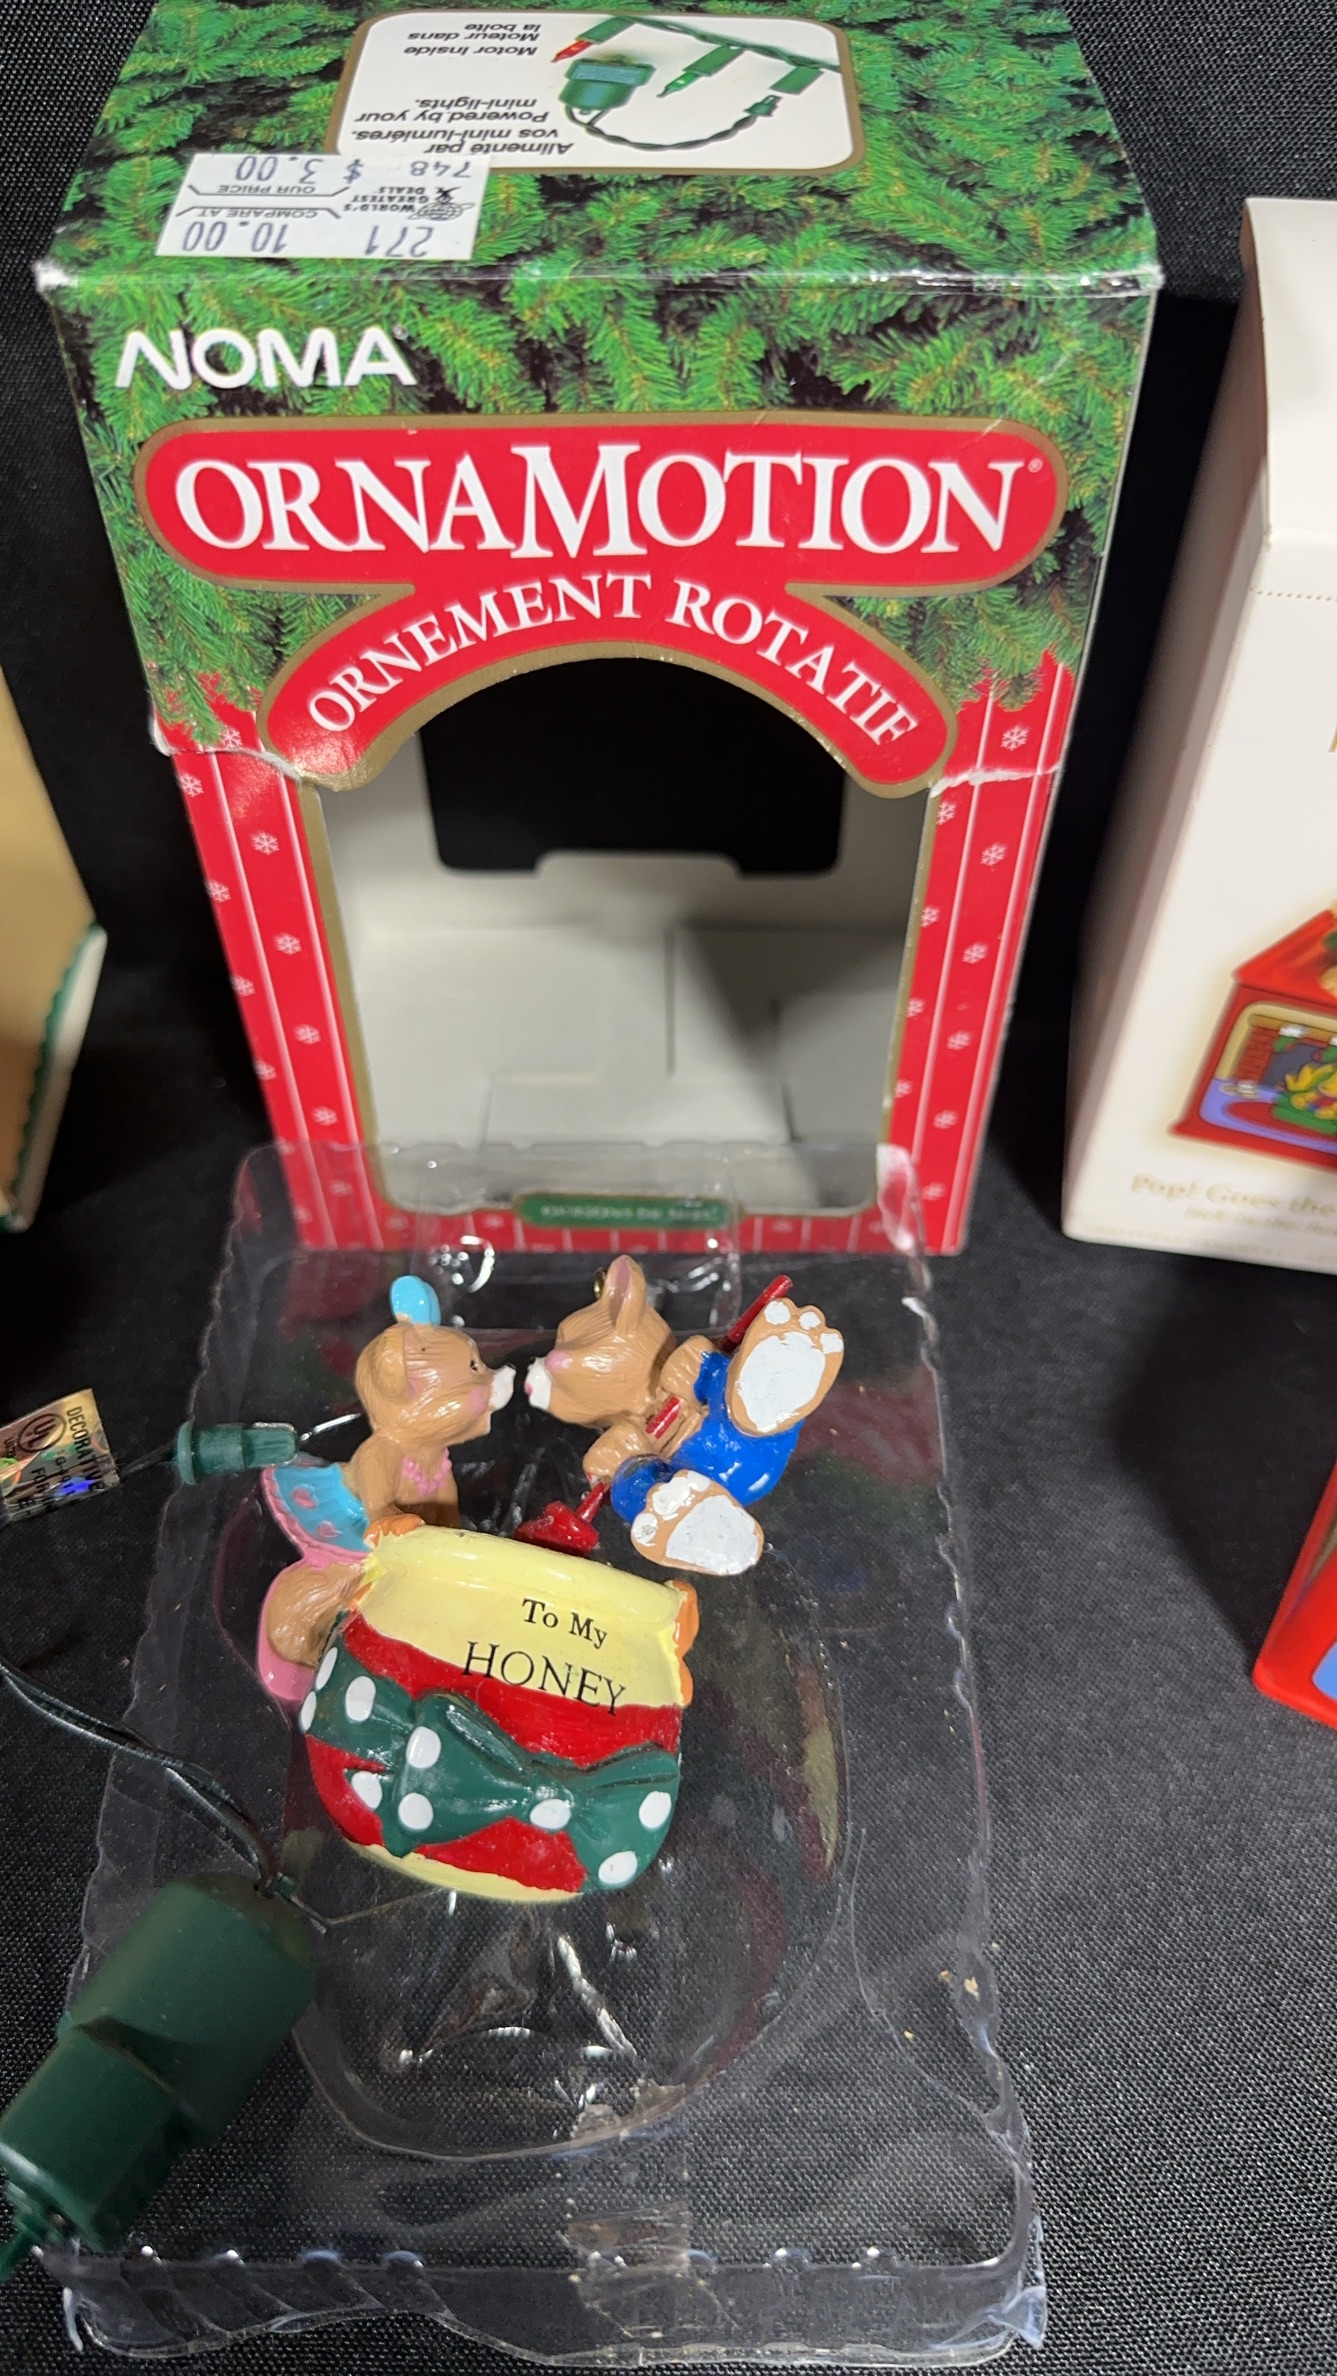 Motor inside
Moteur dans
la boîte
Powered by your
mini-lights.
Alimenté par
vos mini-lumières.
271
10.00
COMPARE AT
OUR PRICE
748 $ 3.00
WORLD'S
GREATEST
DEALS
NOMA
ORNAMOTION®
ORNEMENT ROTATIF
To My
HONEY
DECORATI
UL
Pop! Goes the